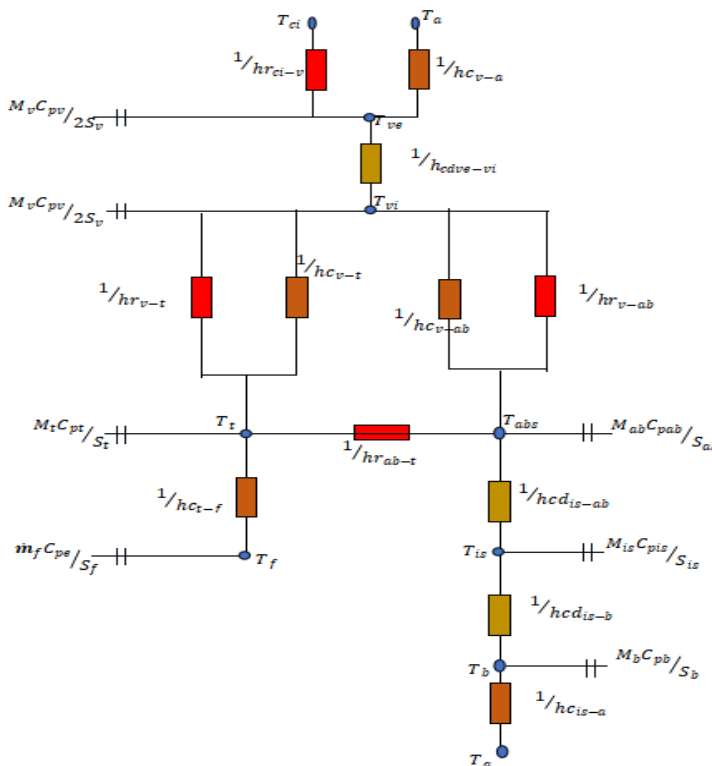 T_ci T_a
1/hr_ci−v 1/hc_v−a
M_vC_pv/2S_v T_ve
1/h_cdve−vi
M_vC_pv/2S_v T_vi
1/hr_v−t 1/hc_v−t 1/hc_v−ab 1/hr_v−ab
M_tC_pt/S_t T_t 1/hr_ab−t T_abs M_abC_pab/S_a
1/hc_t−f 1/hcd_is−ab
ṁ_fC_pe/S_f T_f T_is M_isC_pis/S_is
1/hcd_is−b
T_b M_bC_pb/S_b
1/hc_is−a
T_a